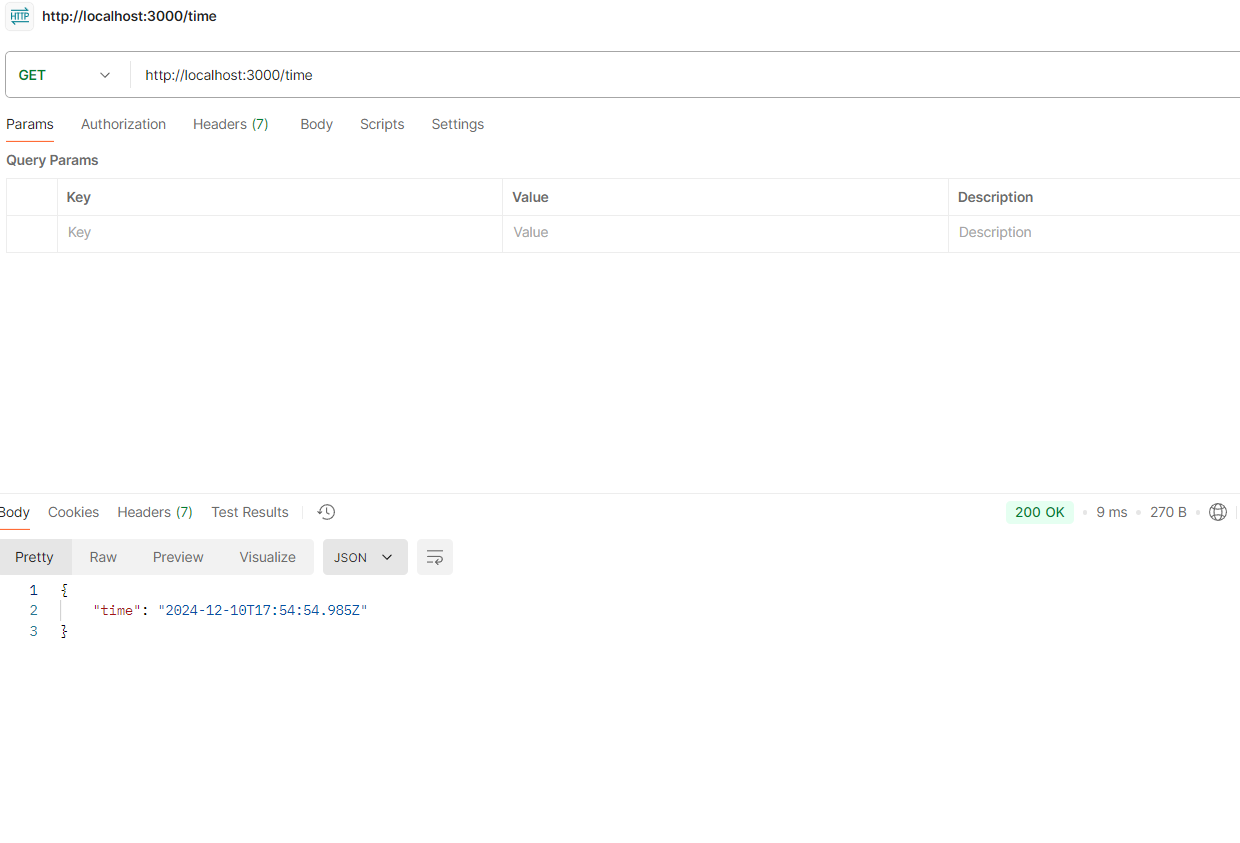 HTTP http://localhost:3000/time
GET http://localhost:3000/time
Params Authorization Headers (7) Body Scripts Settings
Query Params
Key Value Description
Key Value Description
Body Cookies Headers (7) Test Results 200 OK 9 ms 270 B
Pretty Raw Preview Visualize JSON
1 {
2 "time": "2024-12-10T17:54:54.985Z"
3 }